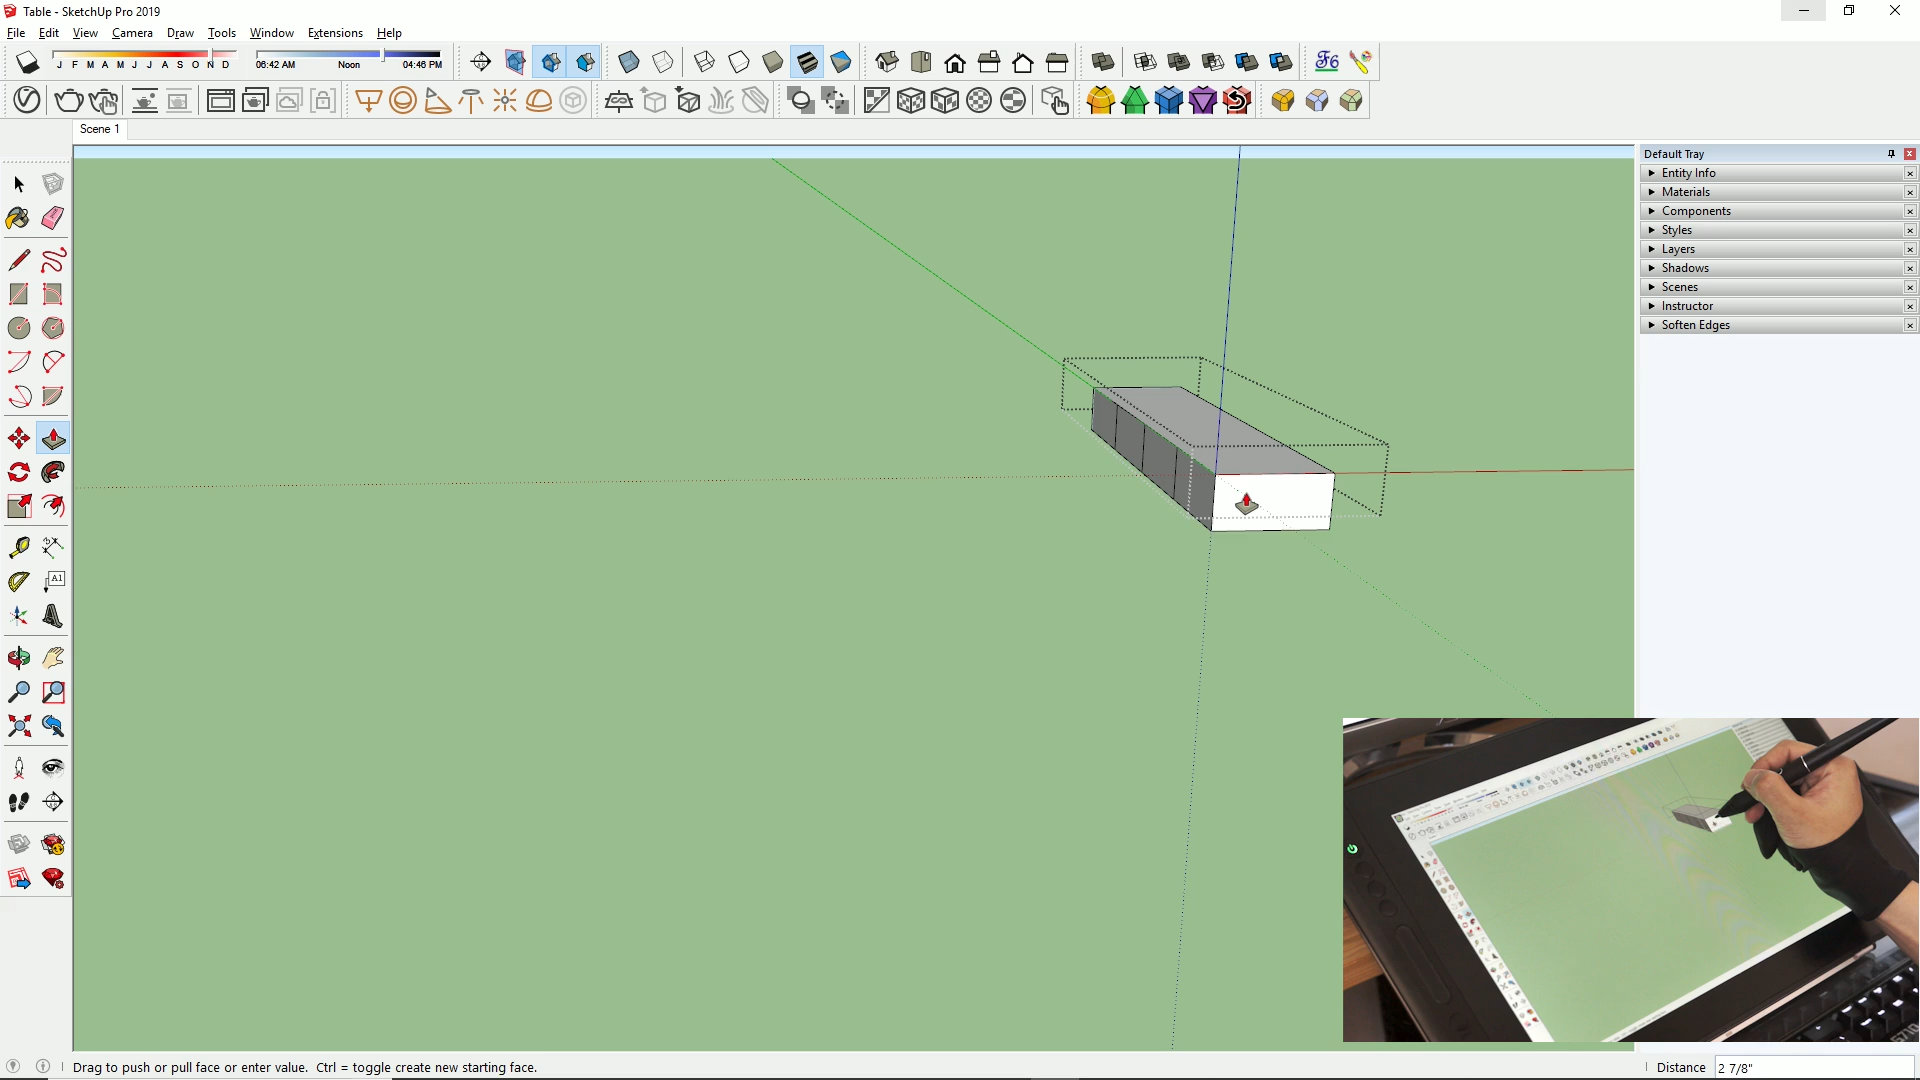 Table - SketchUp Pro 2019
File Edit View Camera Draw Tools Window Extensions Help
J F M A M J J A S O N D
06:42 AM Noon 04:46 PM
F6
Scene 1
Default Tray
Entity Info
Materials
Components
Styles
Layers
Shadows
Scenes
Instructor
Soften Edges
A1
Drag to push or pull face or enter value. Ctrl = toggle create new starting face.
Distance 2 7/8"